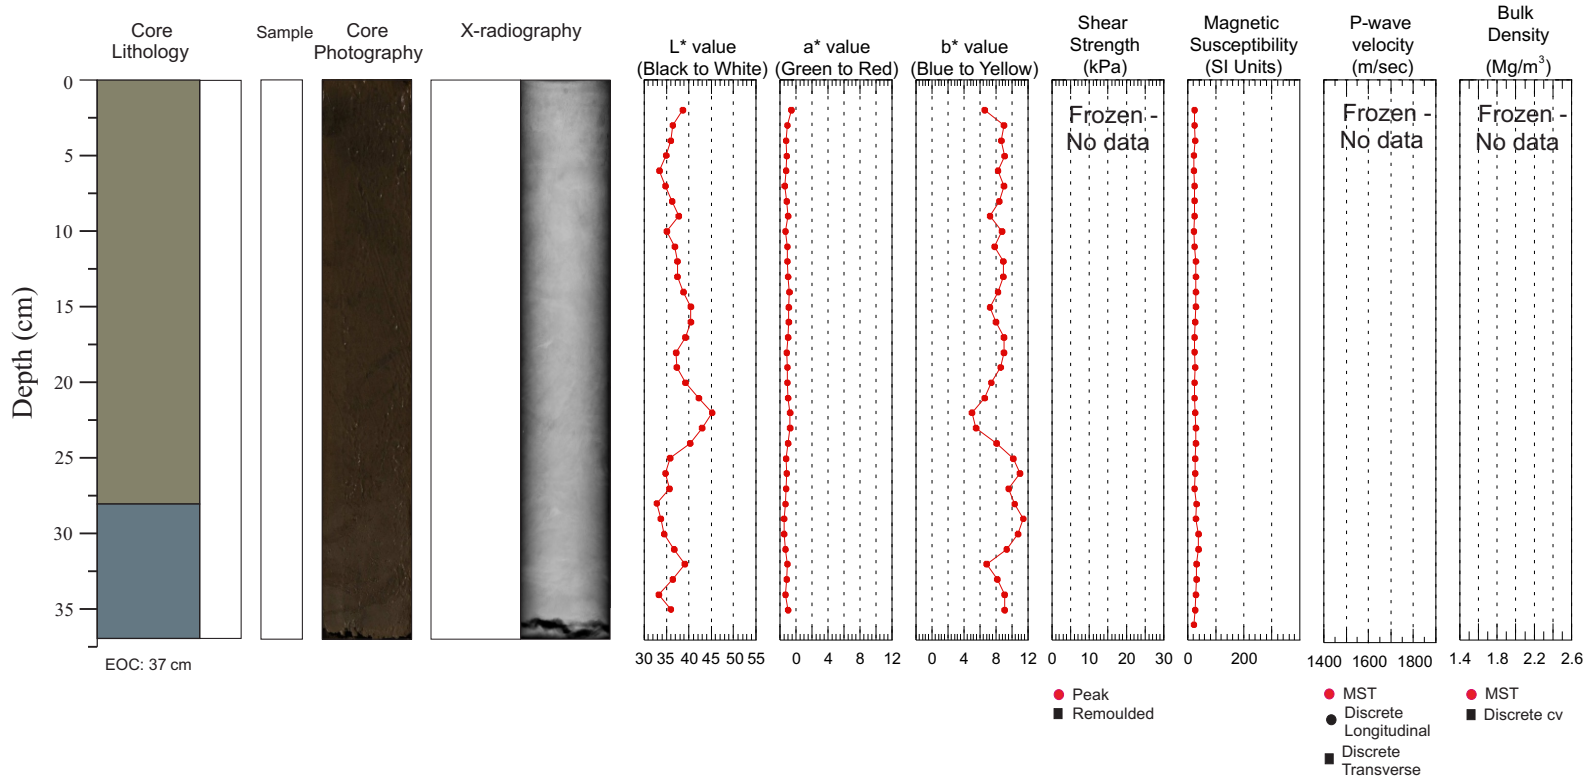 Core
Lithology
Sample
Core
Photography
X-radiography
L* value
(Black to White)
a* value
(Green to Red)
b* value
(Blue to Yellow)
Shear
Strength
(kPa)
Magnetic
Susceptibility
(SI Units)
P-wave
velocity
(m/sec)
Bulk
Density
(Mg/m³)
Depth (cm)
0
5
10
15
20
25
30
35
Frozen -
No data
Frozen -
No data
Frozen -
No data
EOC: 37 cm
30 35 40 45 50 55
0 4 8 12
0 4 8 12
0 10 20 30
0 200
1400 1600 1800
1.4 1.8 2.2 2.6
Peak
Remoulded
MST
Discrete
Longitudinal
Discrete
Transverse
MST
Discrete cv